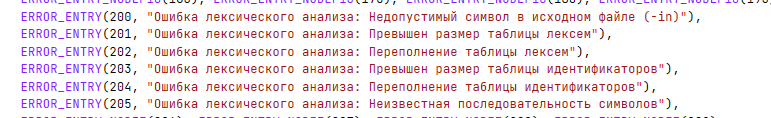 ERROR_ENTRY(200, "Ошибка лексического анализа: Недопустимый символ в исходном файле (-in)"),
ERROR_ENTRY(201, "Ошибка лексического анализа: Превышен размер таблицы лексем"),
ERROR_ENTRY(202, "Ошибка лексического анализа: Переполнение таблицы лексем"),
ERROR_ENTRY(203, "Ошибка лексического анализа: Превышен размер таблицы идентификаторов"),
ERROR_ENTRY(204, "Ошибка лексического анализа: Переполнение таблицы идентификаторов"),
ERROR_ENTRY(205, "Ошибка лексического анализа: Неизвестная последовательность символов"),